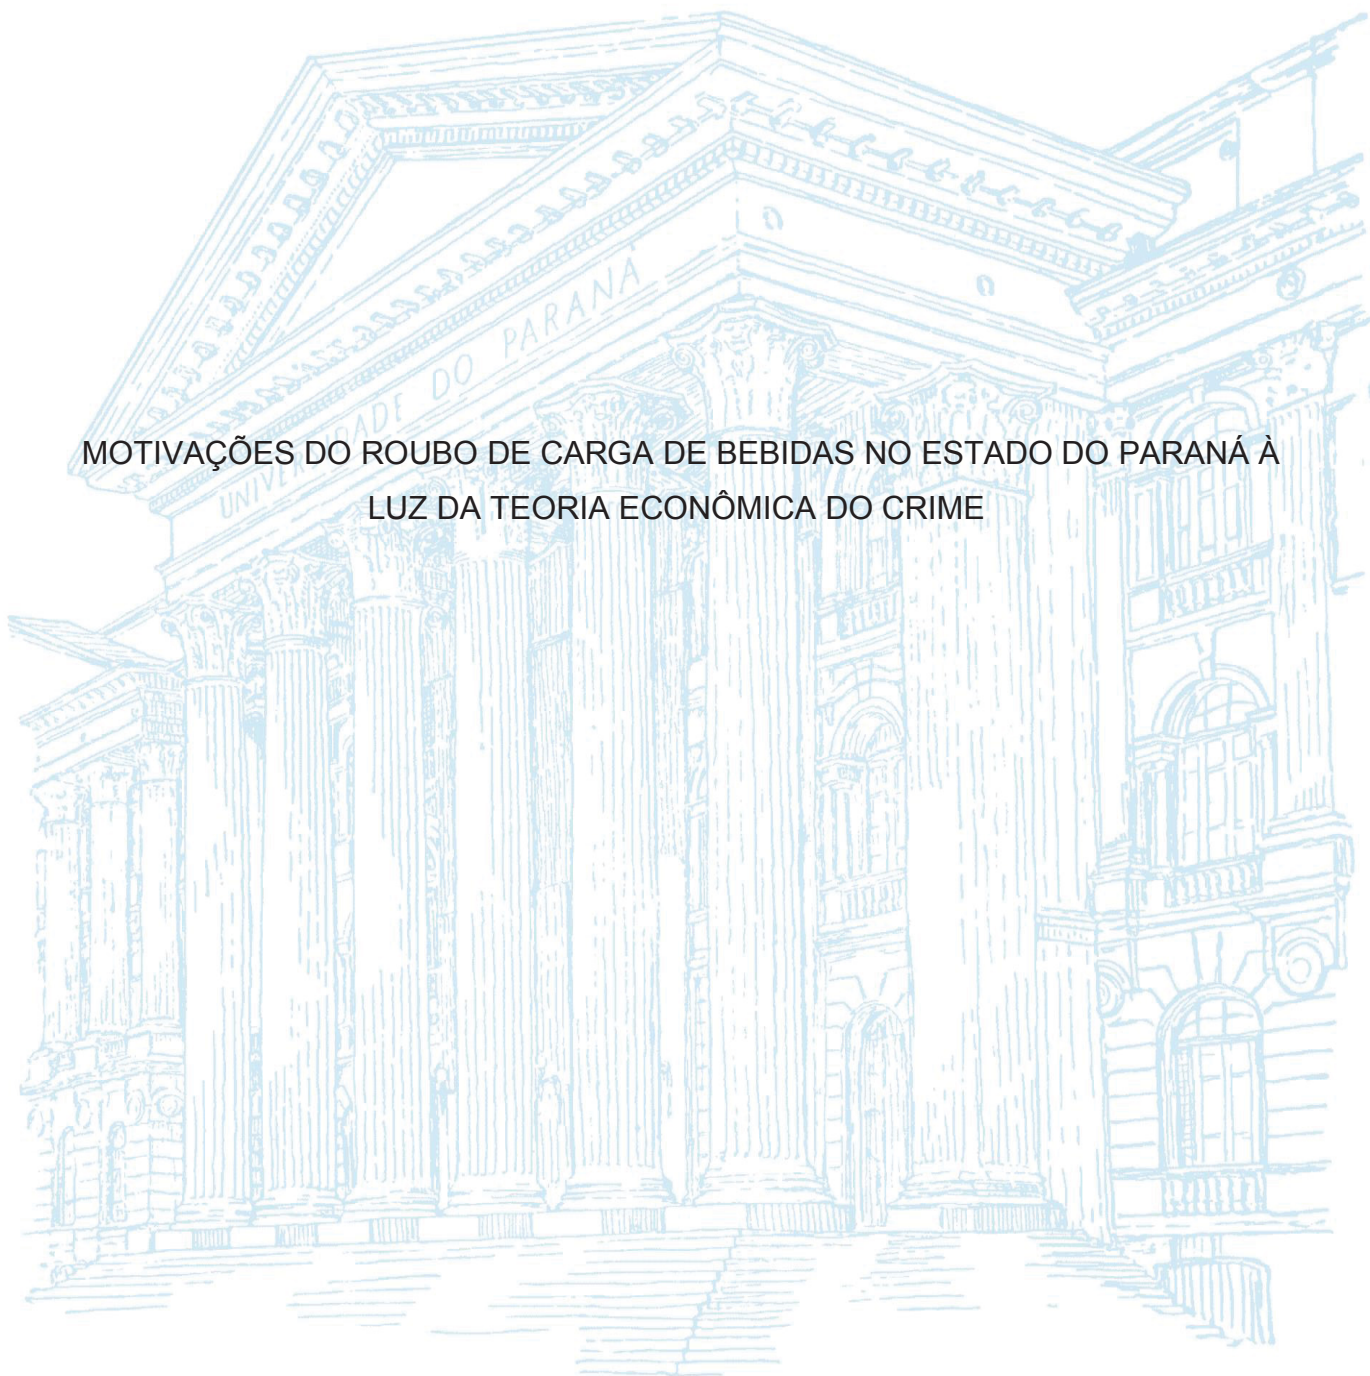 UNIVERSIDADE DO PARANÁ
MOTIVAÇÕES DO ROUBO DE CARGA DE BEBIDAS NO ESTADO DO PARANÁ À
LUZ DA TEORIA ECONÔMICA DO CRIME